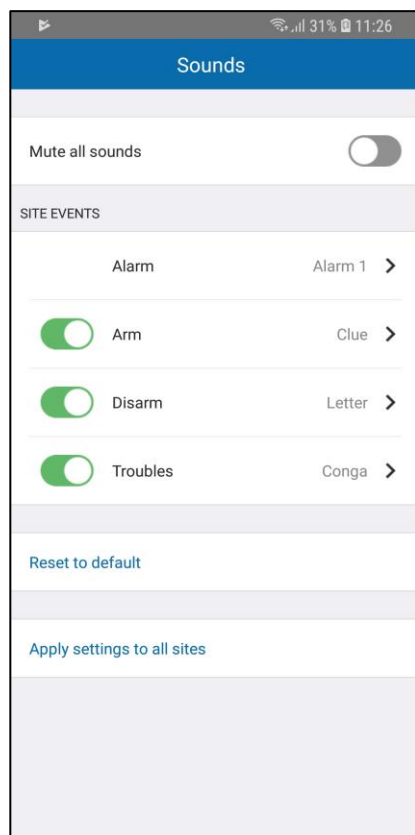 31% 11:26
Sounds
Mute all sounds
SITE EVENTS
Alarm Alarm 1
Arm Clue
Disarm Letter
Troubles Conga
Reset to default
Apply settings to all sites